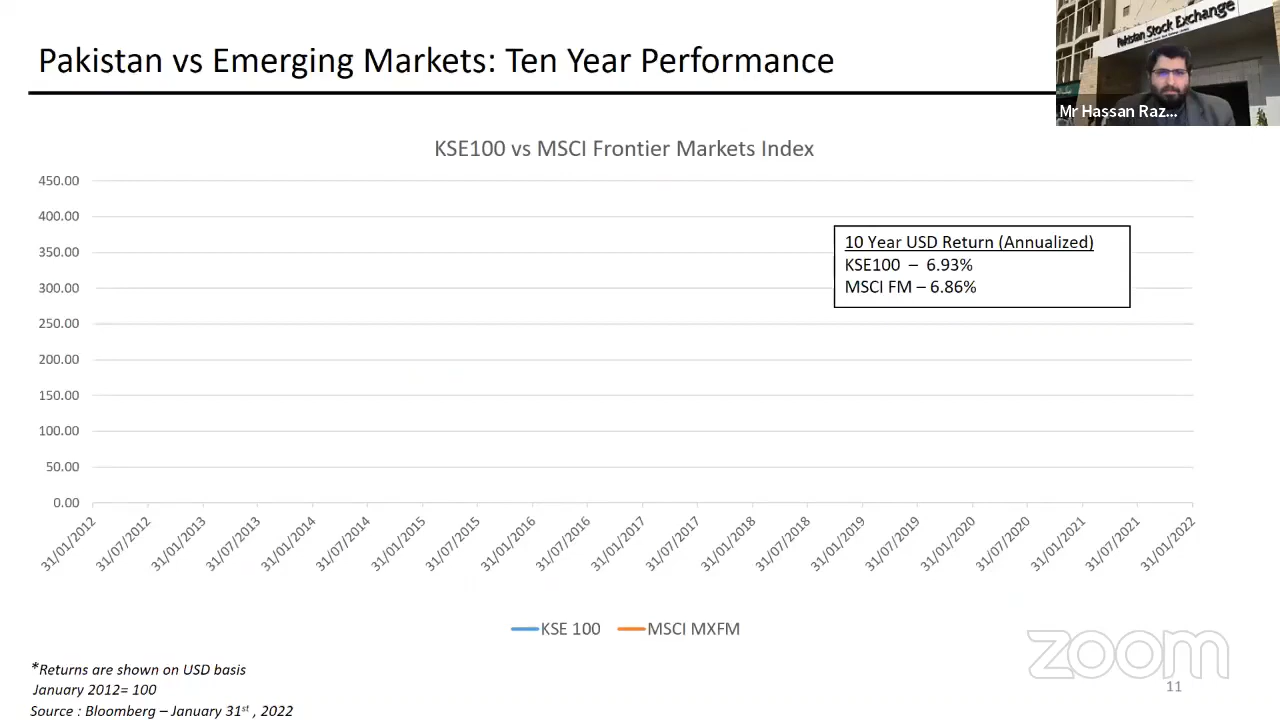 Pakistan vs Emerging Markets: Ten Year Performance
Pakistan Stock Exchange
Mr Hassan Raz...
KSE100 vs MSCI Frontier Markets Index
450.00
400.00
350.00
300.00
250.00
200.00
150.00
100.00
50.00
0.00
10 Year USD Return (Annualized)
KSE100 – 6.93%
MSCI FM – 6.86%
31/01/2012
31/07/2012
31/01/2013
31/07/2013
31/01/2014
31/07/2014
31/01/2015
31/07/2015
31/01/2016
31/07/2016
31/01/2017
31/07/2017
31/01/2018
31/07/2018
31/01/2019
31/07/2019
31/01/2020
31/07/2020
31/01/2021
31/07/2021
31/01/2022
KSE 100 MSCI MXFM
zoom
11
*Returns are shown on USD basis
January 2012= 100
Source : Bloomberg – January 31st , 2022